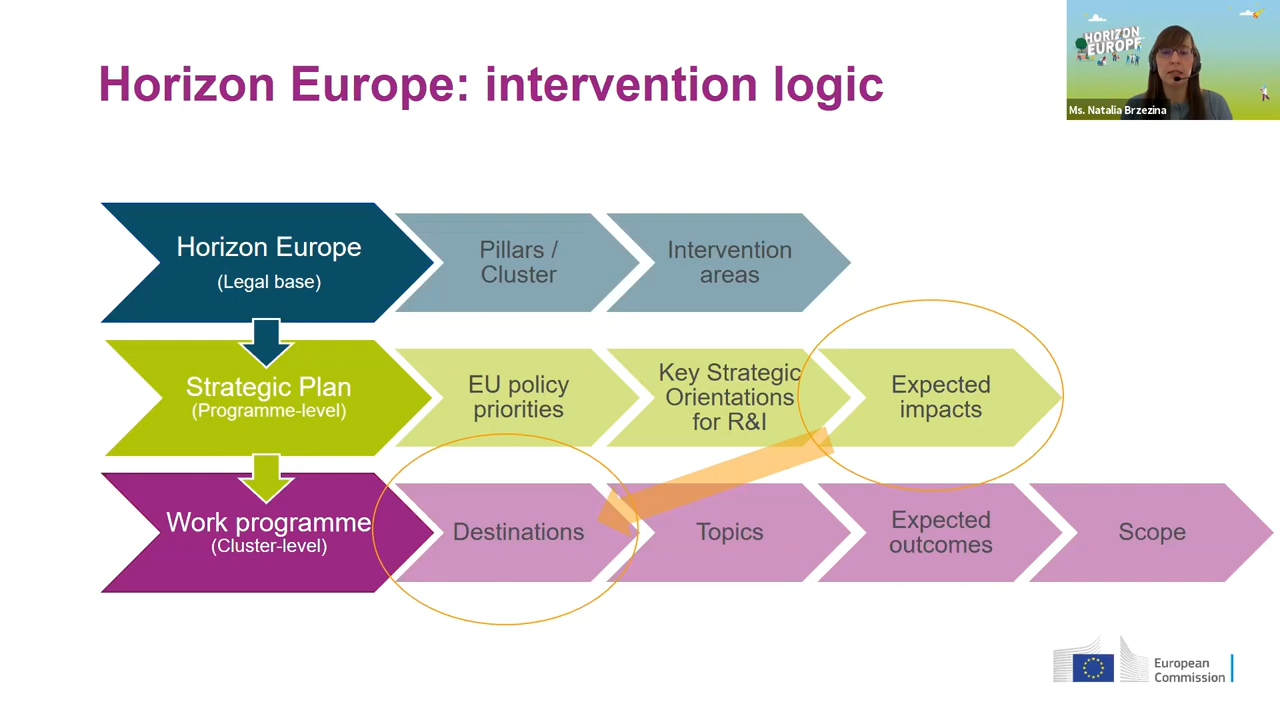 Horizon Europe: intervention logic
HORIZON
EUROPE
Ms. Natalia Brzezina
Horizon Europe
(Legal base)
Pillars /
Cluster
Intervention
areas
Strategic Plan
(Programme-level)
EU policy
priorities
Key Strategic
Orientations
for R&I
Expected
impacts
Work programme
(Cluster-level)
Destinations
Topics
Expected
outcomes
Scope
European
Commission